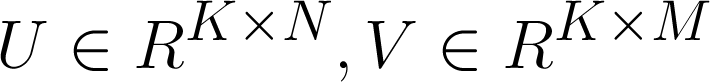 U ∈ R^{K×N}, V ∈ R^{K×M}